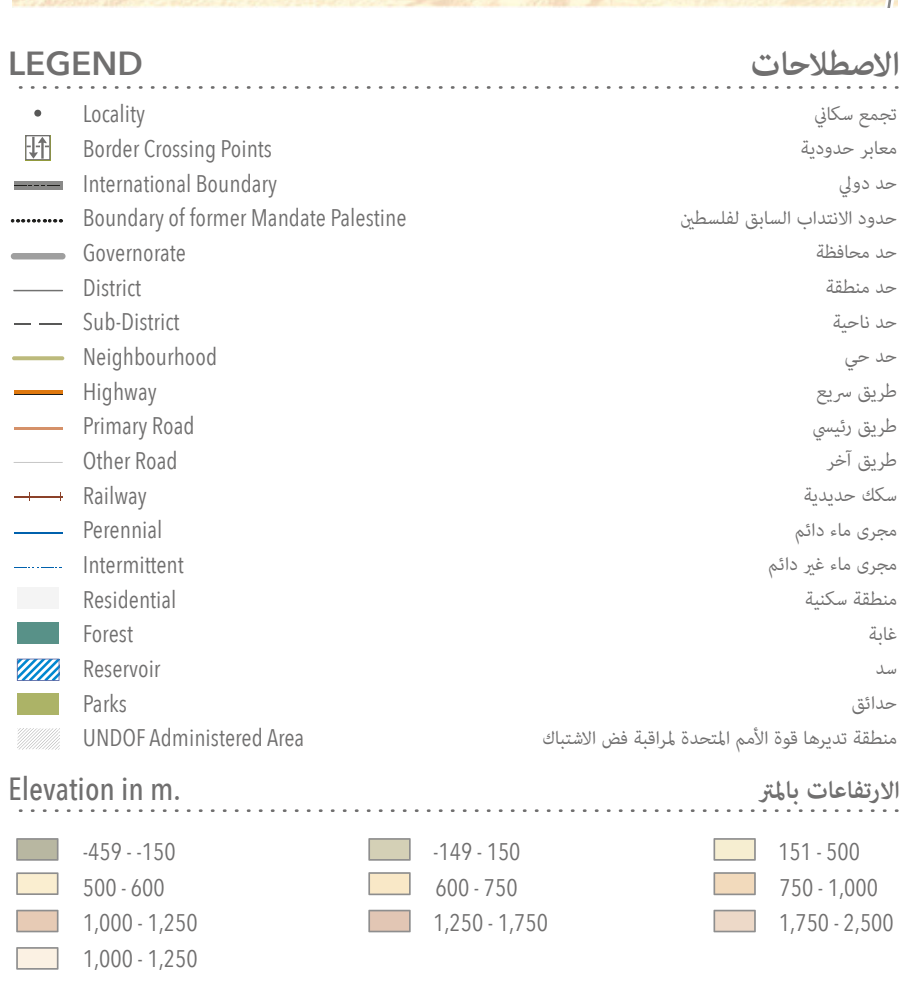 LEGEND الاصطلاحات
Locality تجمع سكاني
Border Crossing Points معابر حدودية
International Boundary حد دولي
Boundary of former Mandate Palestine حدود الانتداب السابق لفلسطين
Governorate حد محافظة
District حد منطقة
Sub-District حد ناحية
Neighbourhood حد حي
Highway طريق سريع
Primary Road طريق رئيسي
Other Road طريق آخر
Railway سكك حديدية
Perennial مجرى ماء دائم
Intermittent مجرى ماء غير دائم
Residential منطقة سكنية
Forest غابة
Reservoir سد
Parks حدائق
UNDOF Administered Area منطقة تديرها قوة الأمم المتحدة لمراقبة فض الاشتباك
Elevation in m. الارتفاعات بالمتر
-459 - -150 -149 - 150 151 - 500
500 - 600 600 - 750 750 - 1,000
1,000 - 1,250 1,250 - 1,750 1,750 - 2,500
1,000 - 1,250